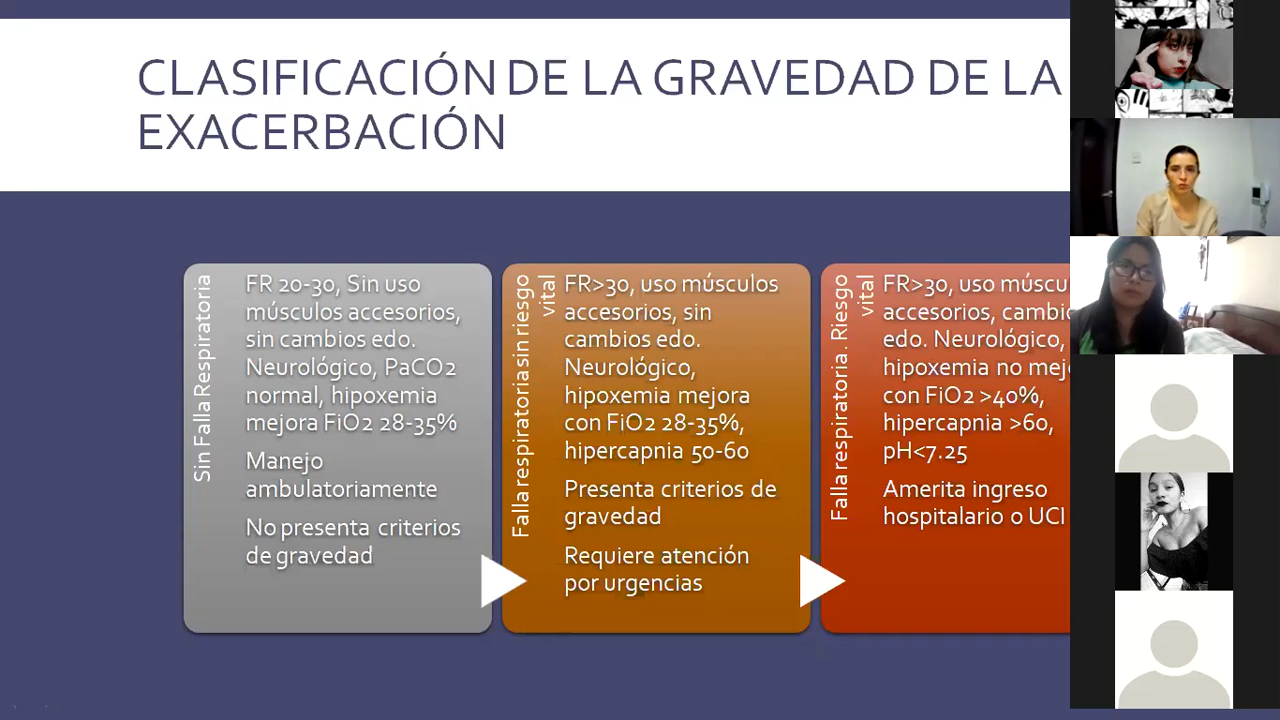 CLASIFICACIÓN DE LA GRAVEDAD DE LA
EXACERBACIÓN
Sin Falla Respiratoria
FR 20-30, Sin uso
músculos accesorios,
sin cambios edo.
Neurológico, PaCO2
normal, hipoxemia
mejora FiO2 28-35%
Manejo
ambulatoriamente
No presenta criterios
de gravedad
Falla respiratoria sin riesgo
vital
FR>30, uso músculos
accesorios, sin
cambios edo.
Neurológico,
hipoxemia mejora
con FiO2 28-35%,
hipercapnia 50-60
Presenta criterios de
gravedad
Requiere atención
por urgencias
Falla respiratoria. Riesgo
vital
FR>30, uso múscu
accesorios, cambio
edo. Neurológico,
hipoxemia no mej
con FiO2 >40%,
hipercapnia >60,
pH<7.25
Amerita ingreso
hospitalario o UCI